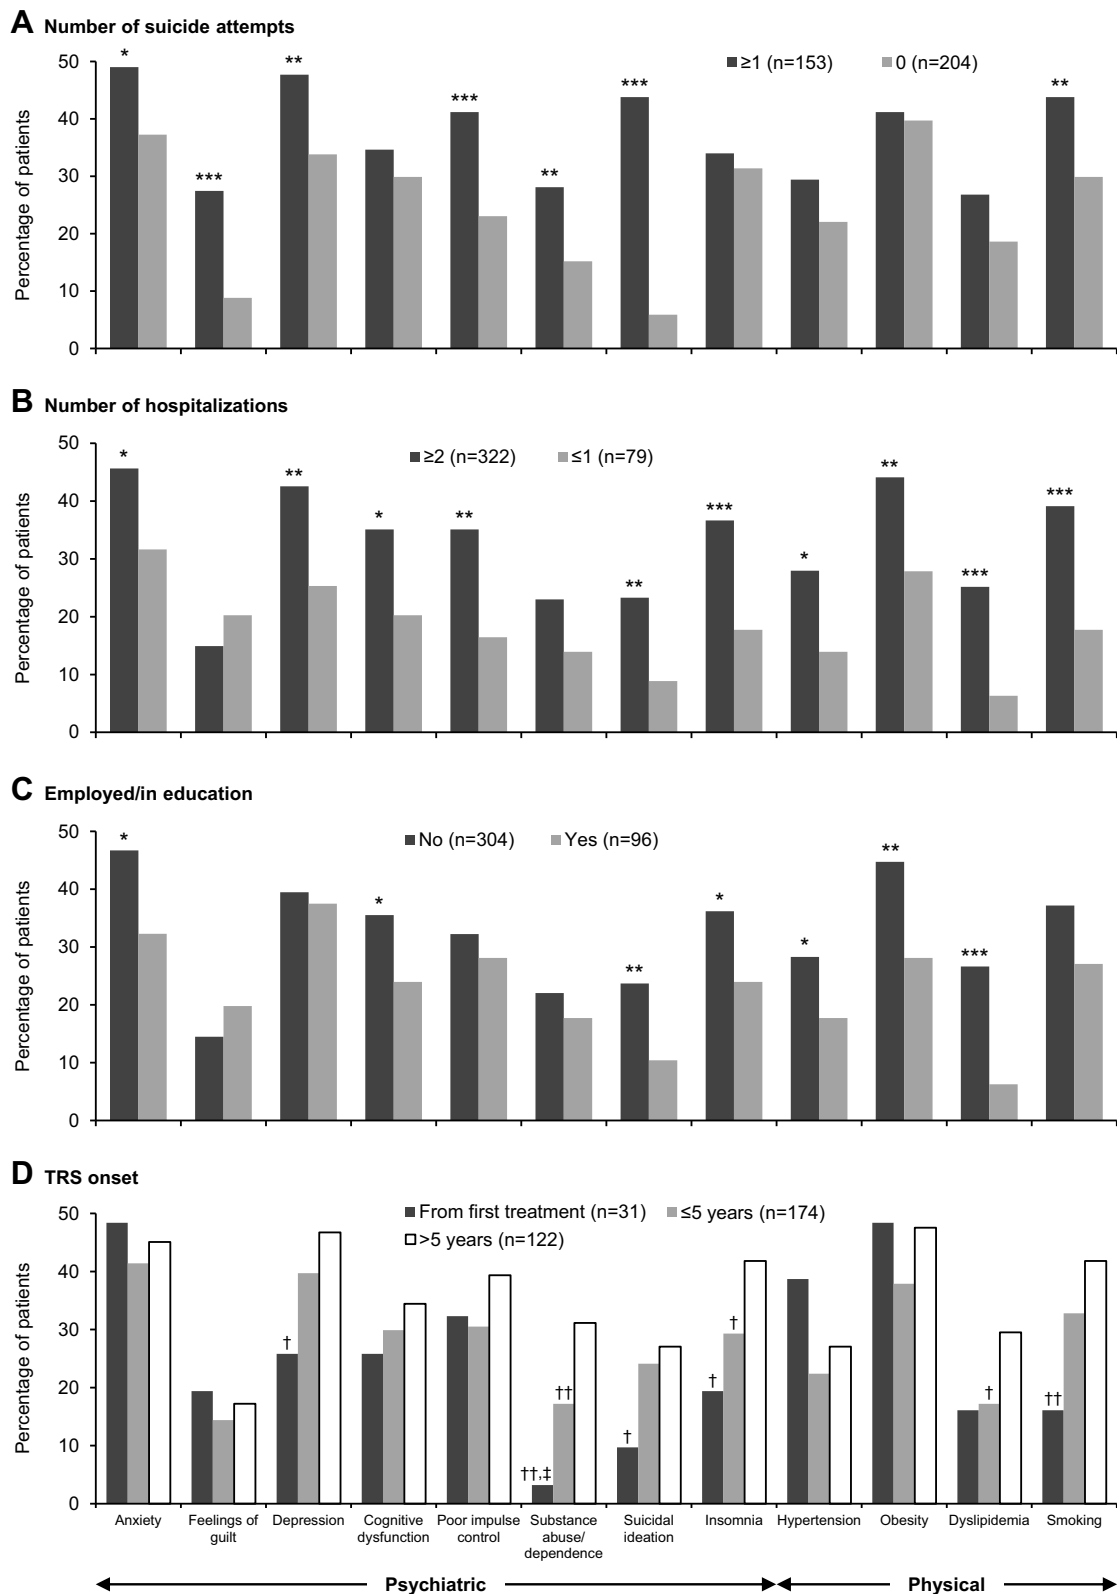 A Number of suicide attempts
≥1 (n=153) 0 (n=204)
Percentage of patients
50
40
30
20
10
0
* *** ** *** ** *** **
B Number of hospitalizations
≥2 (n=322) ≤1 (n=79)
Percentage of patients
50
40
30
20
10
0
* ** * ** ** *** * ** *** ***
C Employed/in education
No (n=304) Yes (n=96)
Percentage of patients
50
40
30
20
10
0
* * ** * * ** ***
D TRS onset
From first treatment (n=31) ≤5 years (n=174)
>5 years (n=122)
Percentage of patients
50
40
30
20
10
0
† ††,‡ †† † † † † ††
Anxiety
Feelings of
guilt
Depression
Cognitive
dysfunction
Poor impulse
control
Substance
abuse/
dependence
Suicidal
ideation
Insomnia
Hypertension
Obesity
Dyslipidemia
Smoking
Psychiatric
Physical